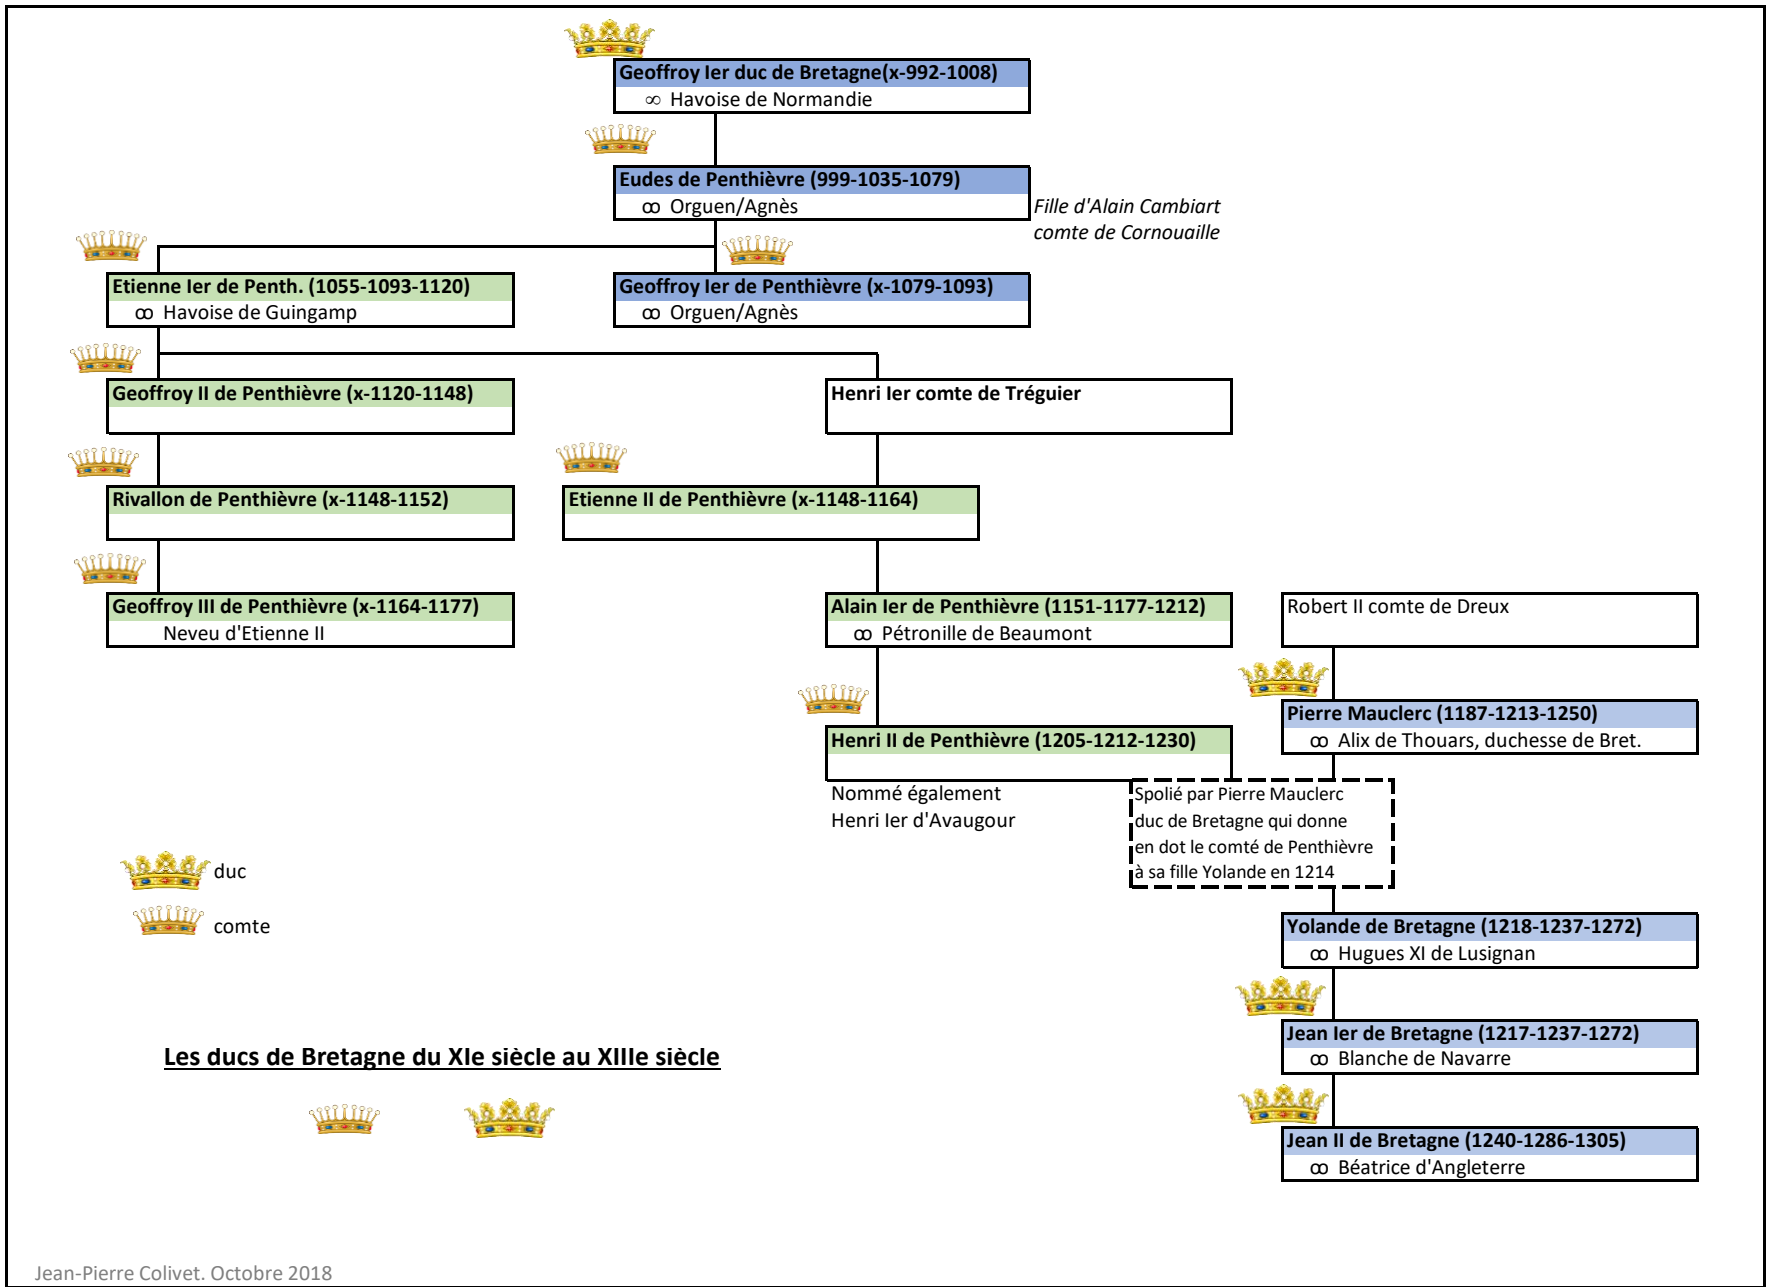 Geoffroy Ier duc de Bretagne(x-992-1008)
∞ Havoise de Normandie
Eudes de Penthièvre (999-1035-1079)
ꝏ Orguen/Agnès
Fille d'Alain Cambiart
comte de Cornouaille
Etienne Ier de Penth. (1055-1093-1120)
ꝏ Havoise de Guingamp
Geoffroy Ier de Penthièvre (x-1079-1093)
ꝏ Orguen/Agnès
Geoffroy II de Penthièvre (x-1120-1148)
Henri Ier comte de Tréguier
Rivallon de Penthièvre (x-1148-1152)
Etienne II de Penthièvre (x-1148-1164)
Geoffroy III de Penthièvre (x-1164-1177)
Neveu d'Etienne II
Alain Ier de Penthièvre (1151-1177-1212)
ꝏ Pétronille de Beaumont
Robert II comte de Dreux
Pierre Mauclerc (1187-1213-1250)
ꝏ Alix de Thouars, duchesse de Bret.
Henri II de Penthièvre (1205-1212-1230)
Nommé également
Henri Ier d'Avaugour
Spolié par Pierre Mauclerc
duc de Bretagne qui donne
en dot le comté de Penthièvre
à sa fille Yolande en 1214
duc
comte
Yolande de Bretagne (1218-1237-1272)
ꝏ Hugues XI de Lusignan
Jean Ier de Bretagne (1217-1237-1272)
ꝏ Blanche de Navarre
Les ducs de Bretagne du XIe siècle au XIIIe siècle
Jean II de Bretagne (1240-1286-1305)
ꝏ Béatrice d'Angleterre
Jean-Pierre Colivet. Octobre 2018